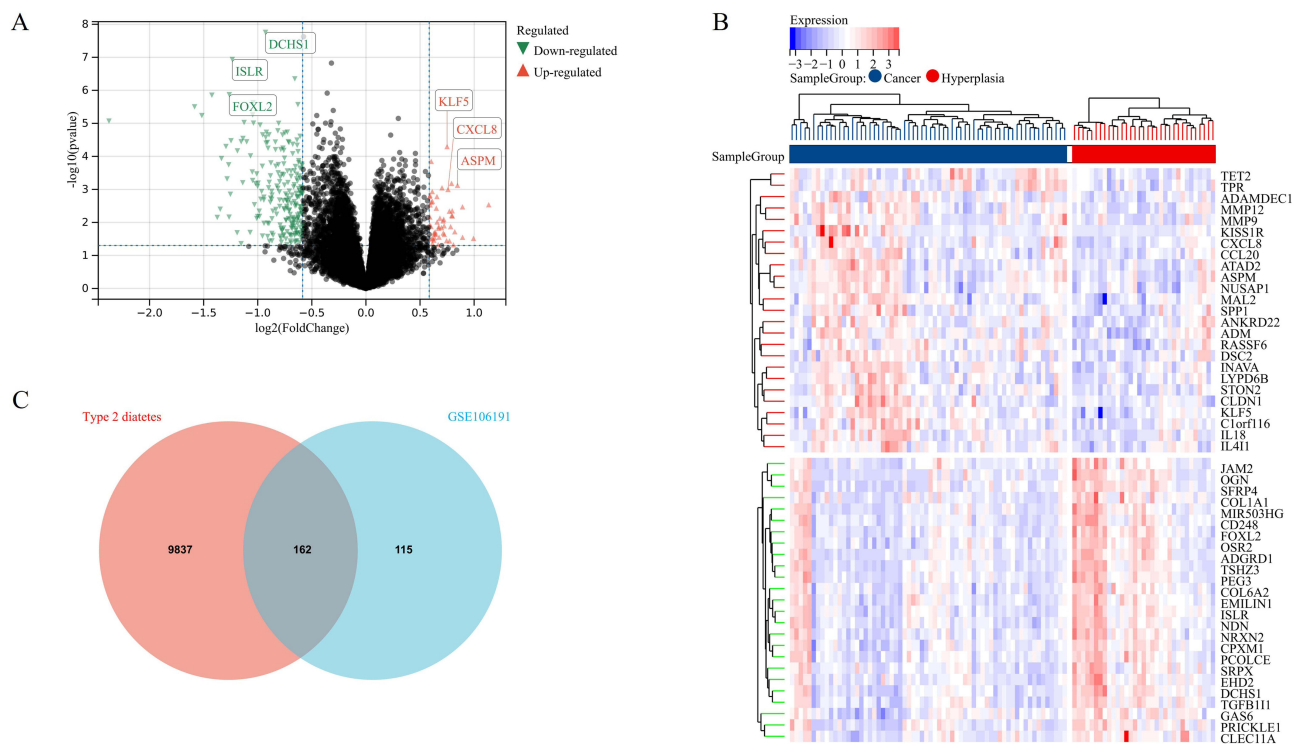 A
8
7
6
5
4
3
2
1
0
-log10(pvalue)
−2.0
−1.5
−1.0
−0.5
0.0
0.5
1.0
log2(FoldChange)
DCHS1
ISLR
FOXL2
KLF5
CXCL8
ASPM
Regulated
Down-regulated
Up-regulated
B
Expression
−3 −2 −1 0 1 2 3
SampleGroup: Cancer Hyperplasia
SampleGroup
TET2
TPR
ADAMDEC1
MMP12
MMP9
KISS1R
CXCL8
CCL20
ATAD2
ASPM
NUSAP1
MAL2
SPP1
ANKRD22
ADM
RASSF6
DSC2
INAVA
LYPD6B
STON2
CLDN1
KLF5
C1orf116
IL18
IL4I1
JAM2
OGN
SFRP4
COL1A1
MIR503HG
CD248
FOXL2
OSR2
ADGRD1
TSHZ3
PEG3
COL6A2
EMILIN1
ISLR
NDN
NRXN2
CPXM1
PCOLCE
SRPX
EHD2
DCHS1
TGFB1I1
GAS6
PRICKLE1
CLEC11A
C
Type 2 diatetes
GSE106191
9837
162
115